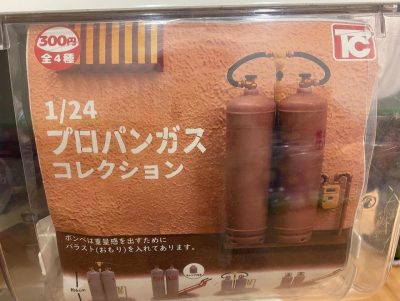 300円
全4種
TC
1/24
プロパンガス
コレクション
ボンベは重量感を出すために
バラスト(おもり)を入れてあります。